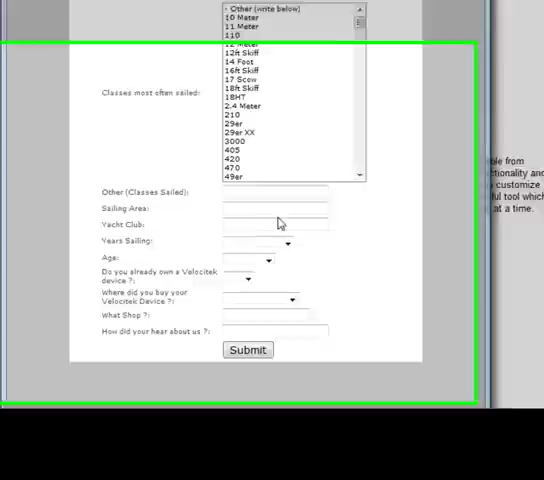 - Other (write below)
10 Meter
11 Meter
110
12 Meter
12ft Skiff
14 Foot
16ft Skiff
17 Scow
18ft Skiff
18HT
2.4 Meter
210
29er
29er XX
3000
405
420
470
49er
Classes most often sailed:
Other (Classes Sailed):
Sailing Area:
Yacht Club:
Years Sailing:
Age:
Do you already own a Velocitek
device ?:
Where did you buy your
Velocitek Device ?:
What Shop ?:
How did your hear about us ?:
Submit
ble from
ctionality and
customize
ful tool which
at a time.